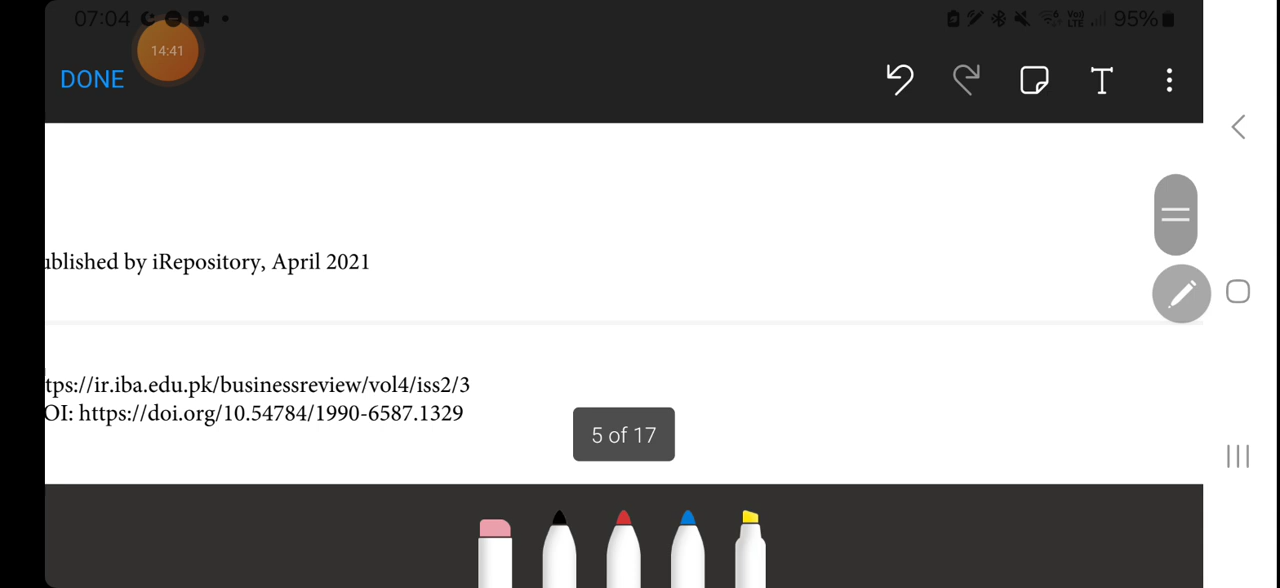 07:04 95%
14:41
DONE
T
ublished by iRepository, April 2021
tps://ir.iba.edu.pk/businessreview/vol4/iss2/3
OI: https://doi.org/10.54784/1990-6587.1329
5 of 17